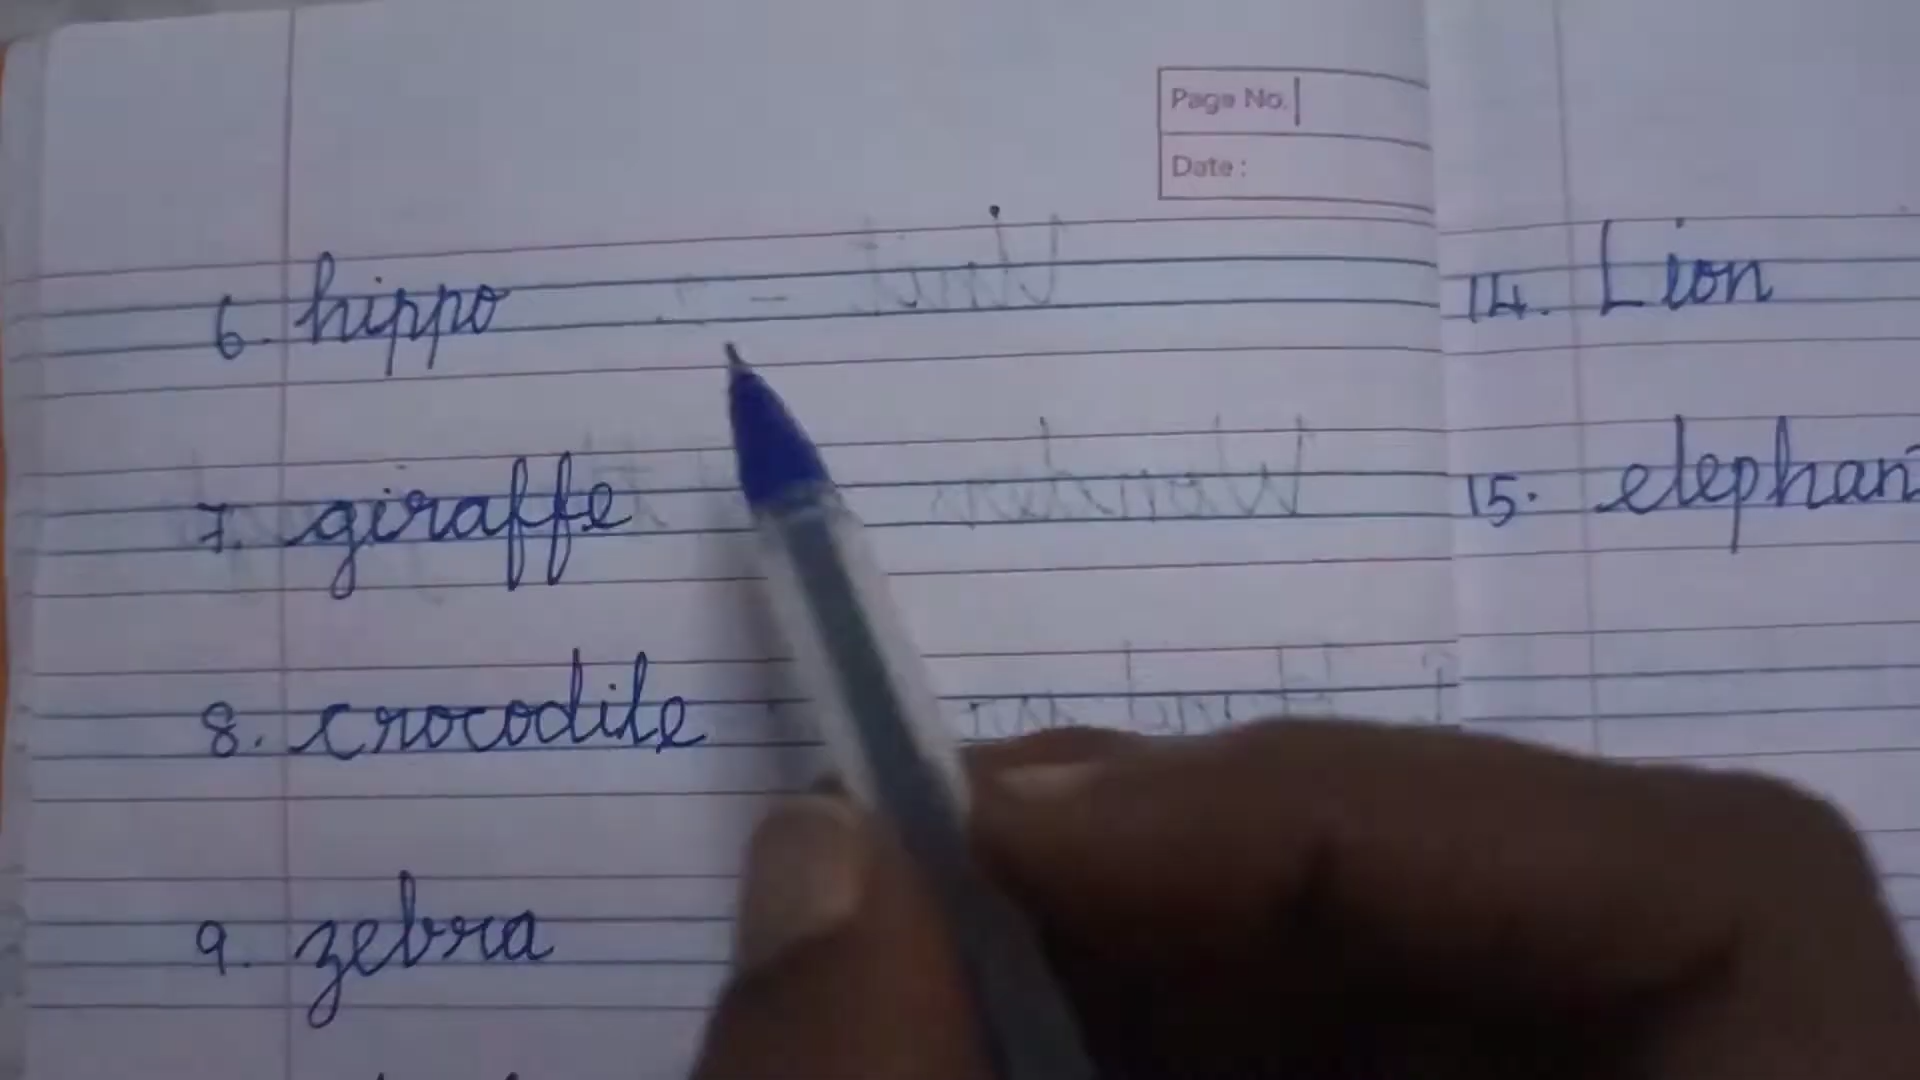 Page No.
Date :
6. hippo
7. giraffe
8. crocodile
9. zebra
14. Lion
15. elephan